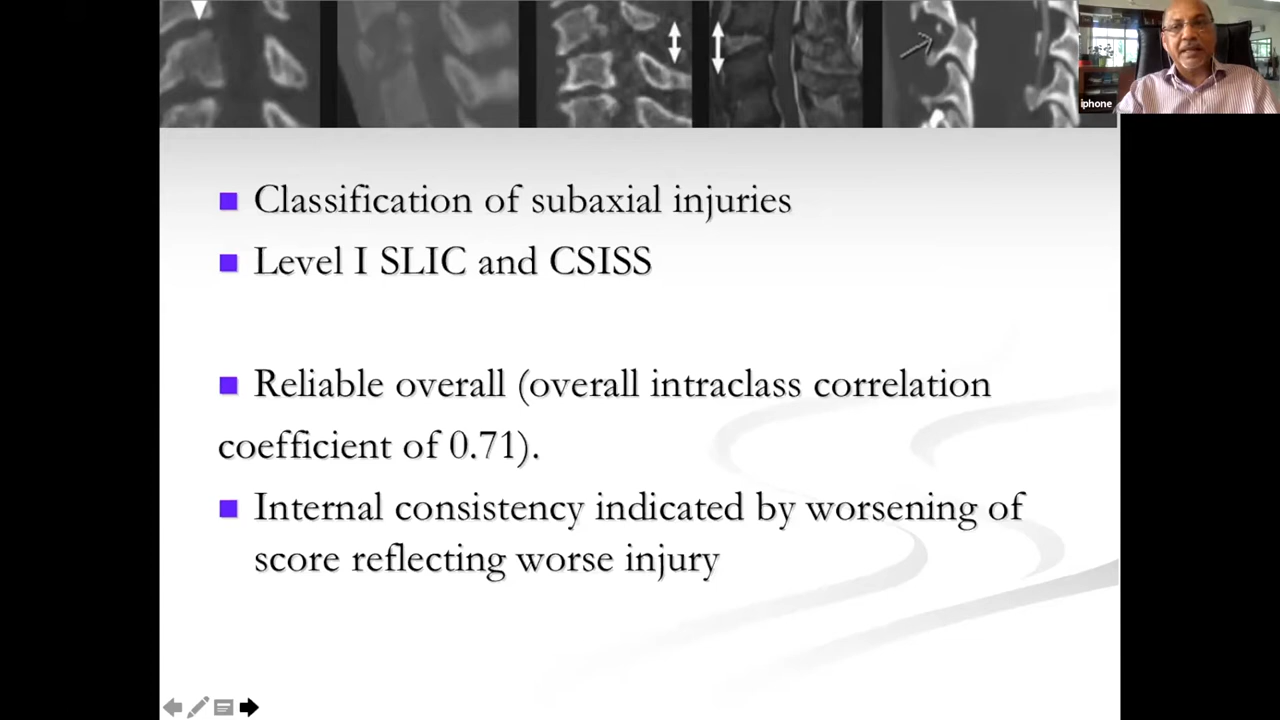 iphone
Classification of subaxial injuries
Level I SLIC and CSISS
Reliable overall (overall intraclass correlation
coefficient of 0.71).
Internal consistency indicated by worsening of
score reflecting worse injury